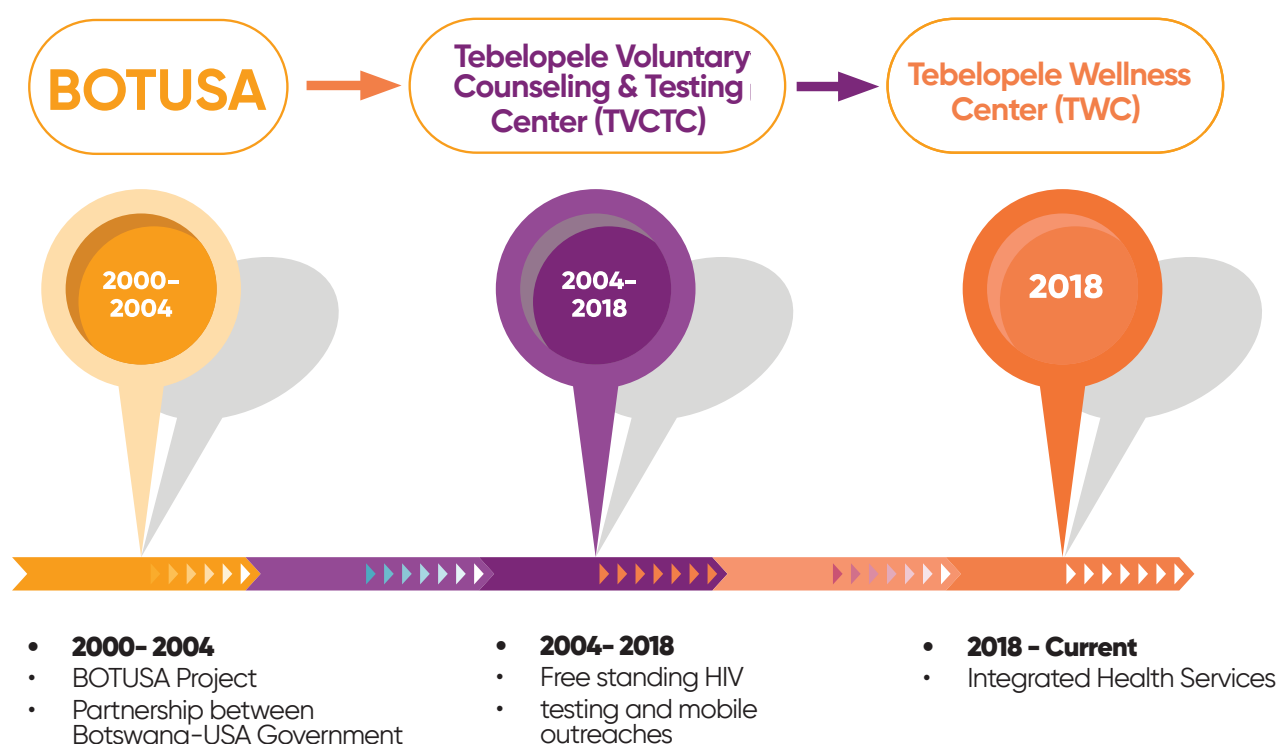 BOTUSA
Tebelopele Voluntary
Counseling & Testing
Center (TVCTC)
Tebelopele Wellness
Center (TWC)
2000-
2004
2004-
2018
2018
• 2000- 2004
• BOTUSA Project
• Partnership between
Botswana-USA Government
• 2004- 2018
• Free standing HIV
• testing and mobile
outreaches
• 2018 - Current
• Integrated Health Services